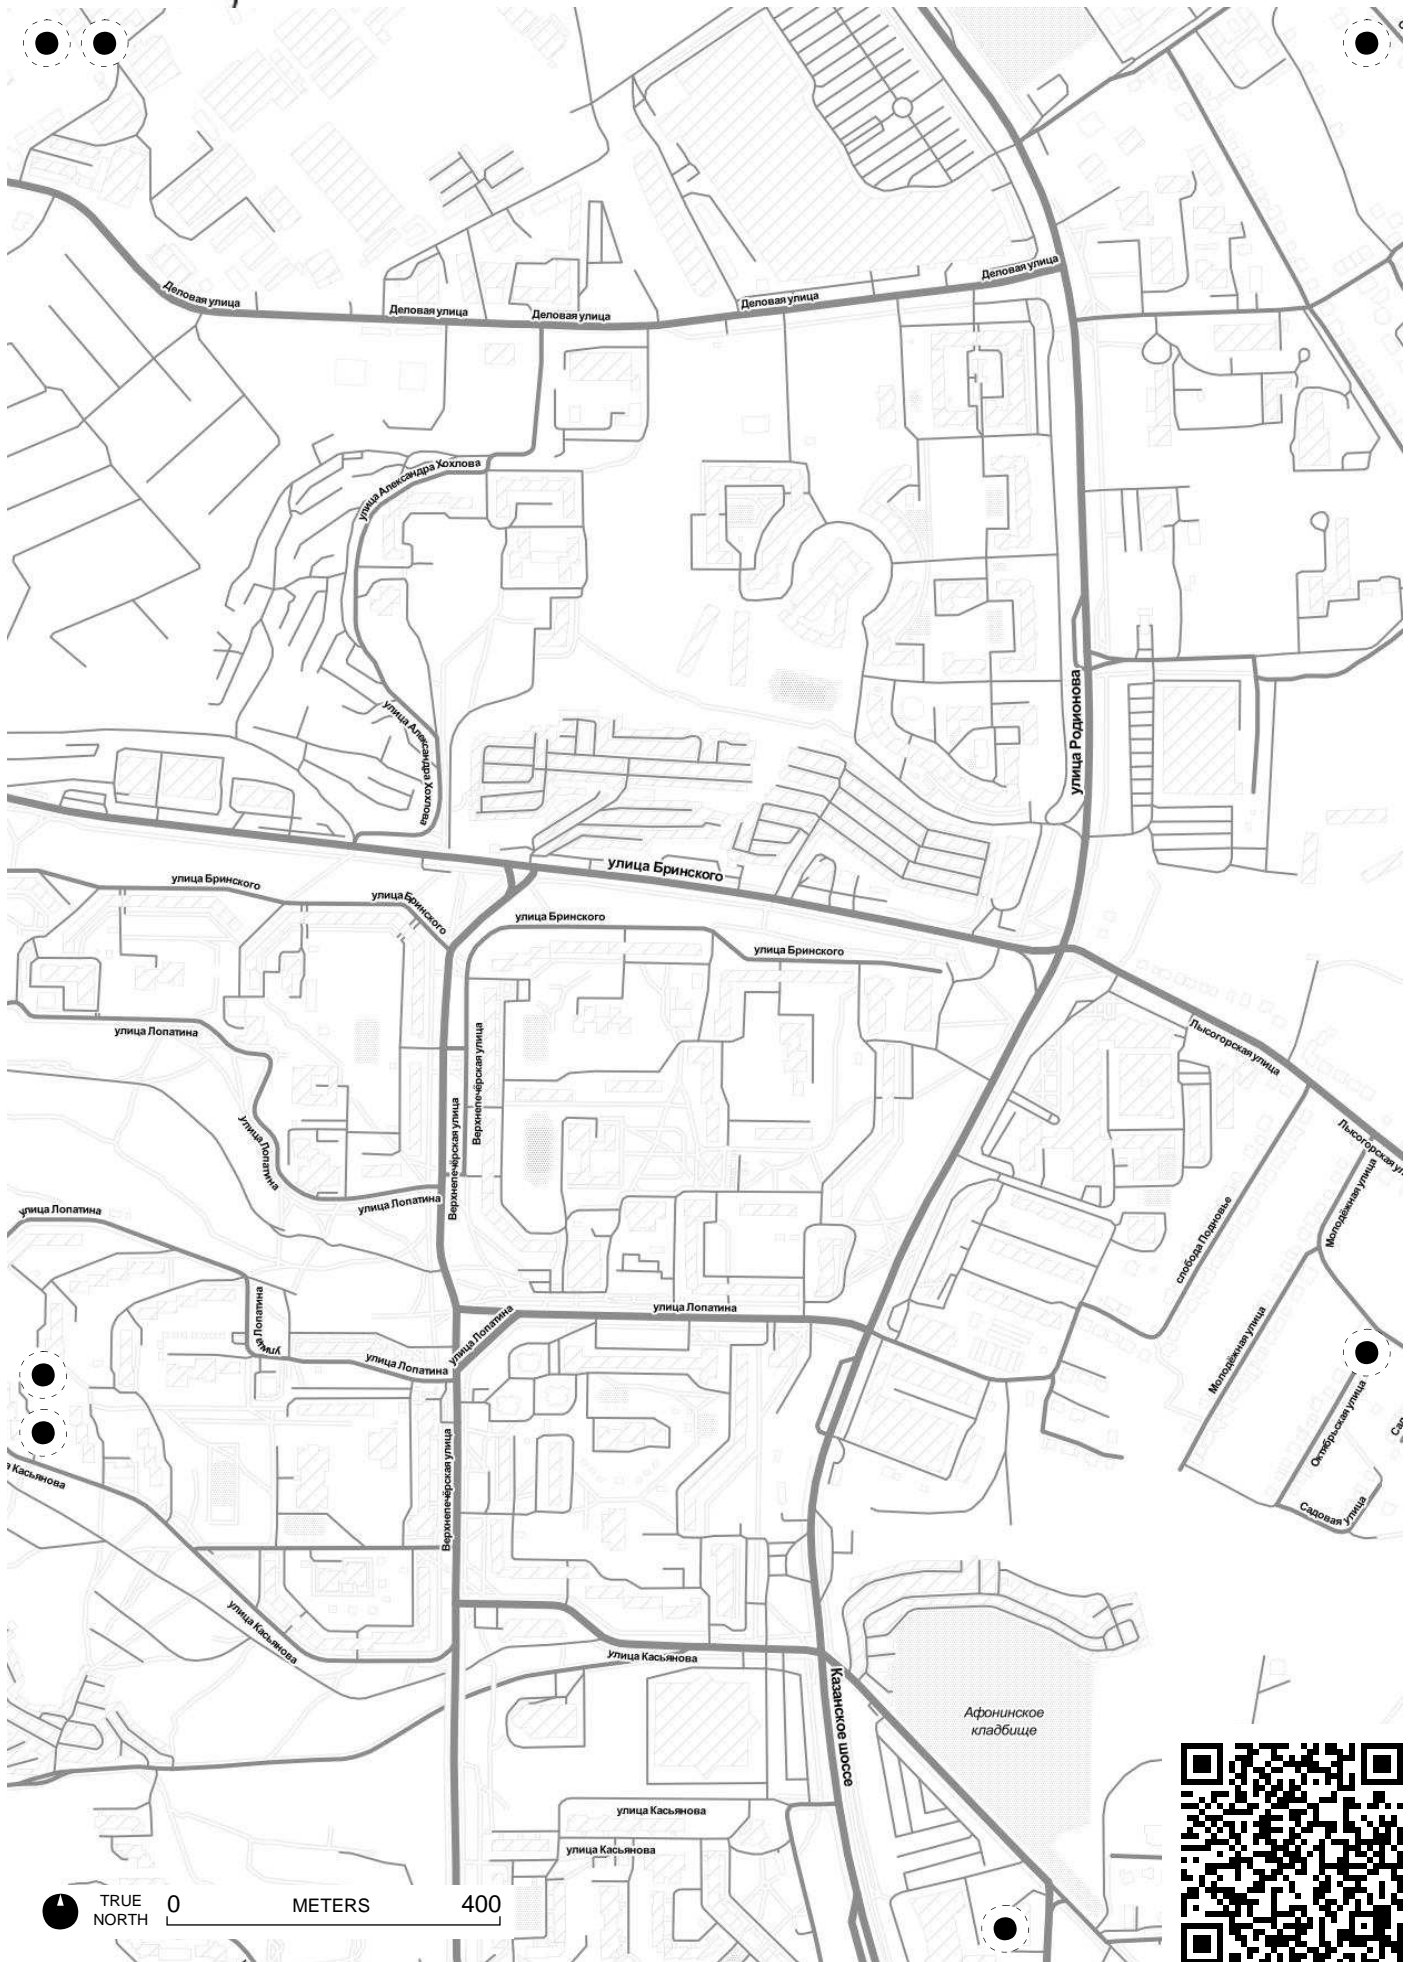 Деловая улица
Деловая улица
Деловая улица
Деловая улица
Деловая улица
улица Александра Хохлова
улица Александра Хохлова
улица Родионова
улица Бринского
улица Бринского
улица Бринского
улица Бринского
улица Бринского
улица Лопатина
Лысогорская улица
Верхнепечёрская улица
Верхнепечёрская улица
улица Лопатина
улица Лопатина
Лысогорская ул
Молодёжная улица
слобода Подновье
улица Лопатина
улица Лопатина
улица Лопатина
улица Лопатина
улица Лопатина
Молодёжная улица
Октябрьская улица
Сад
Садовая улица
а Касьянова
Верхнепечёрская улица
улица Касьянова
улица Касьянова
Казанское шоссе
Афонинское
кладбище
улица Касьянова
улица Касьянова
TRUE
NORTH
0 METERS 400